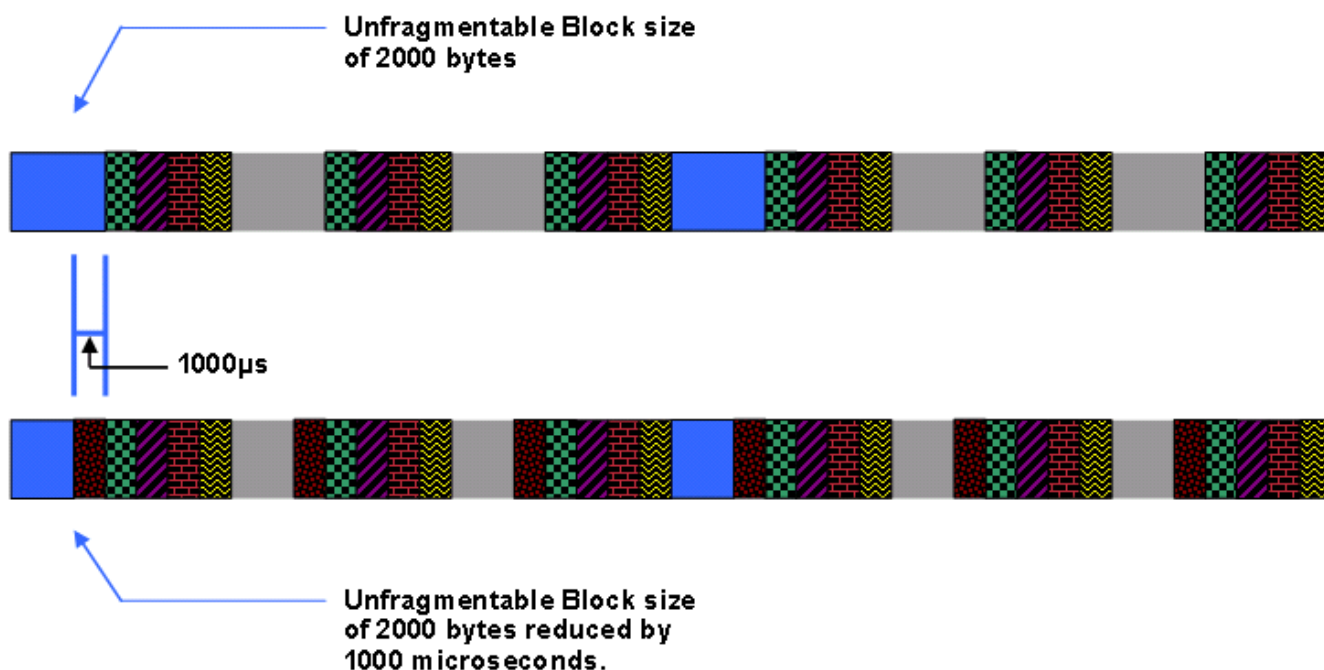 Unfragmentable Block size
of 2000 bytes
1000µs
Unfragmentable Block size
of 2000 bytes reduced by
1000 microseconds.